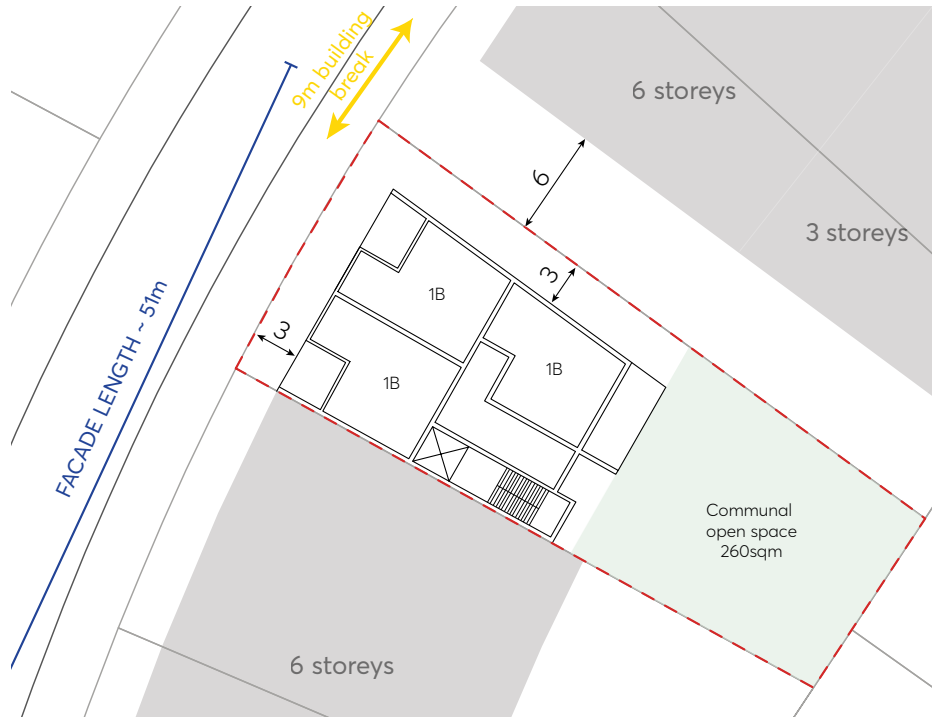 9m building
break
6 storeys
6
3 storeys
3
FACADE LENGTH ~ 51m
1B
3
1B
1B
Communal
open space
260sqm
6 storeys